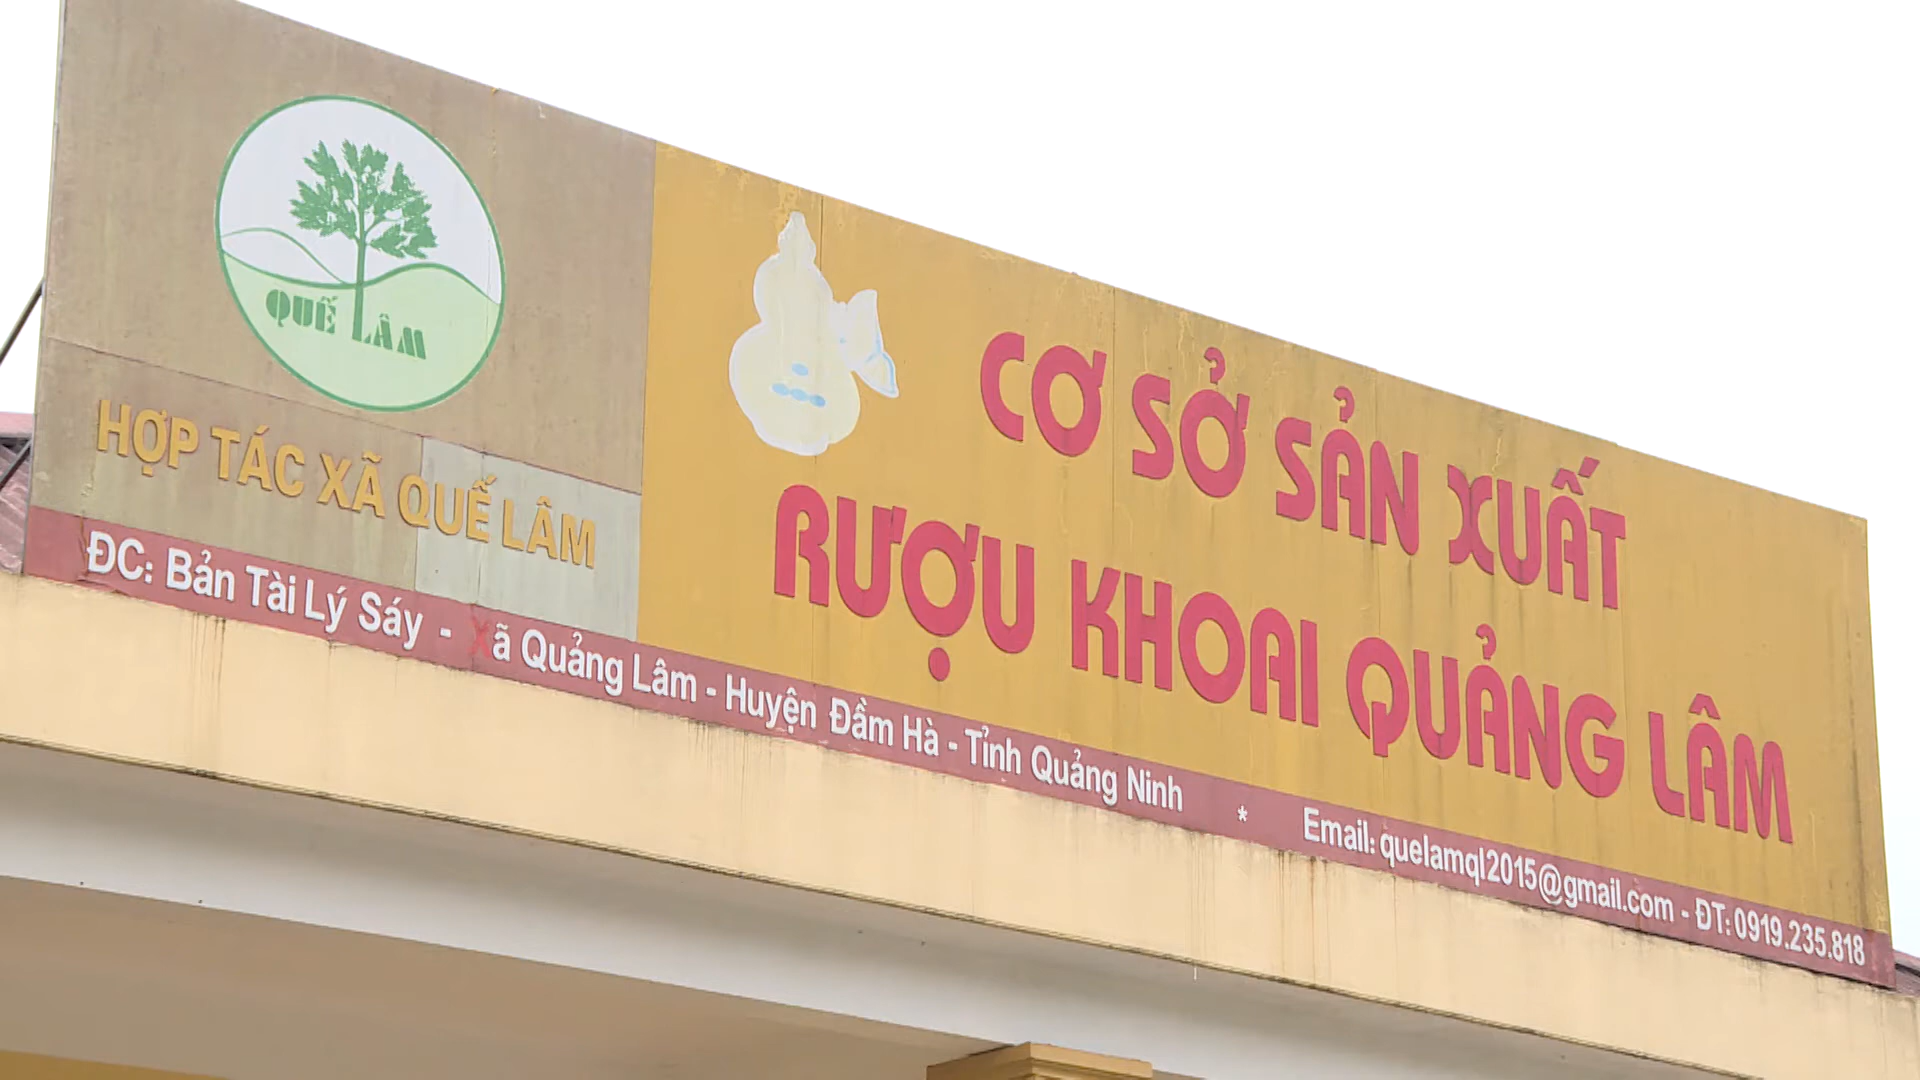 QUẾ LÂM
HỢP TÁC XÃ QUẾ LÂM
CƠ SỞ SẢN XUẤT
RƯỢU KHOAI QUẢNG LÂM
ĐC: Bản Tài Lý Sáy - Xã Quảng Lâm - Huyện Đầm Hà - Tỉnh Quảng Ninh * Email: quelamql2015@gmail.com - ĐT: 0919.235.818